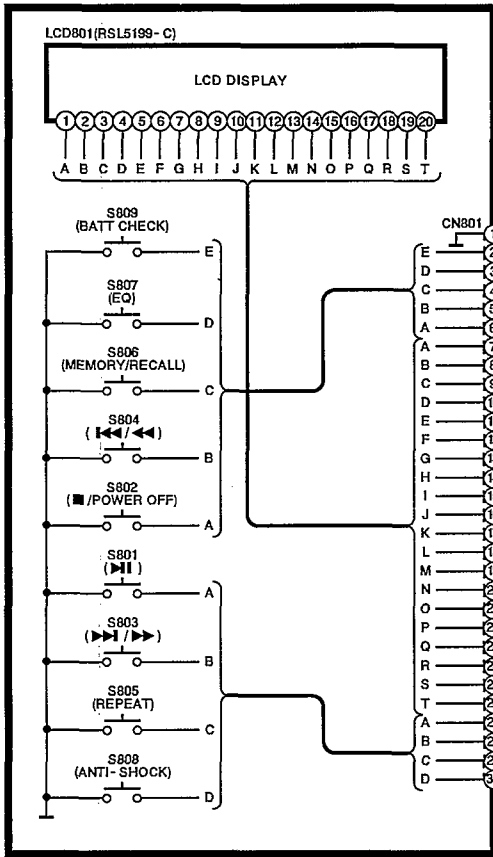 LCD801(RSL5199-C)
LCD DISPLAY
1 2 3 4 5 6 7 8 9 10 11 12 13 14 15 16 17 18 19 20
A B C D E F G H I J K L M N O P Q R S T
S809
(BATT CHECK)
E
S807
(EQ)
D
S806
(MEMORY/RECALL)
C
S804
(⏮/◀◀)
B
S802
(■/POWER OFF)
A
S801
(▶II)
A
S803
(⏭/▶▶)
B
S805
(REPEAT)
C
S808
(ANTI-SHOCK)
D
CN801
E
D
C
B
A
A
B
C
D
E
F
G
H
I
J
K
L
M
N
O
P
Q
R
S
T
A
B
C
D